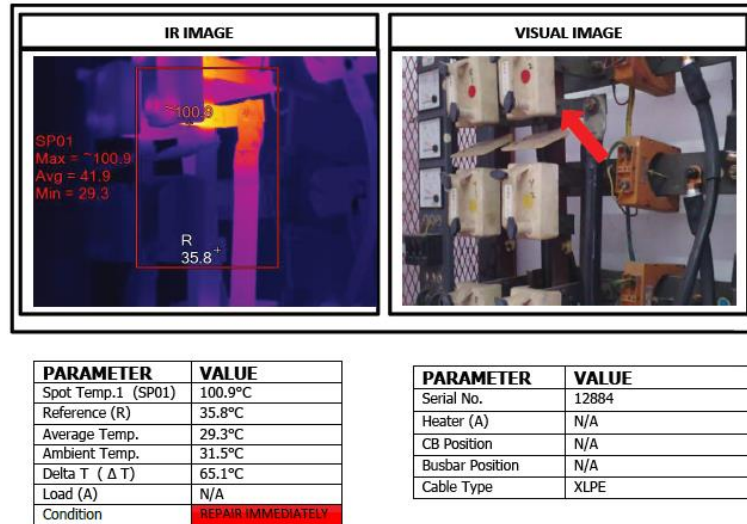 IR IMAGE
VISUAL IMAGE
~100.9
SP01
Max = ~100.9
Avg = 41.9
Min = 29.3
R
35.8
PARAMETER VALUE
Spot Temp.1 (SP01) 100.9°C
Reference (R) 35.8°C
Average Temp. 29.3°C
Ambient Temp. 31.5°C
Delta T ( Δ T) 65.1°C
Load (A) N/A
Condition REPAIR IMMEDIATELY
PARAMETER VALUE
Serial No. 12884
Heater (A) N/A
CB Position N/A
Busbar Position N/A
Cable Type XLPE